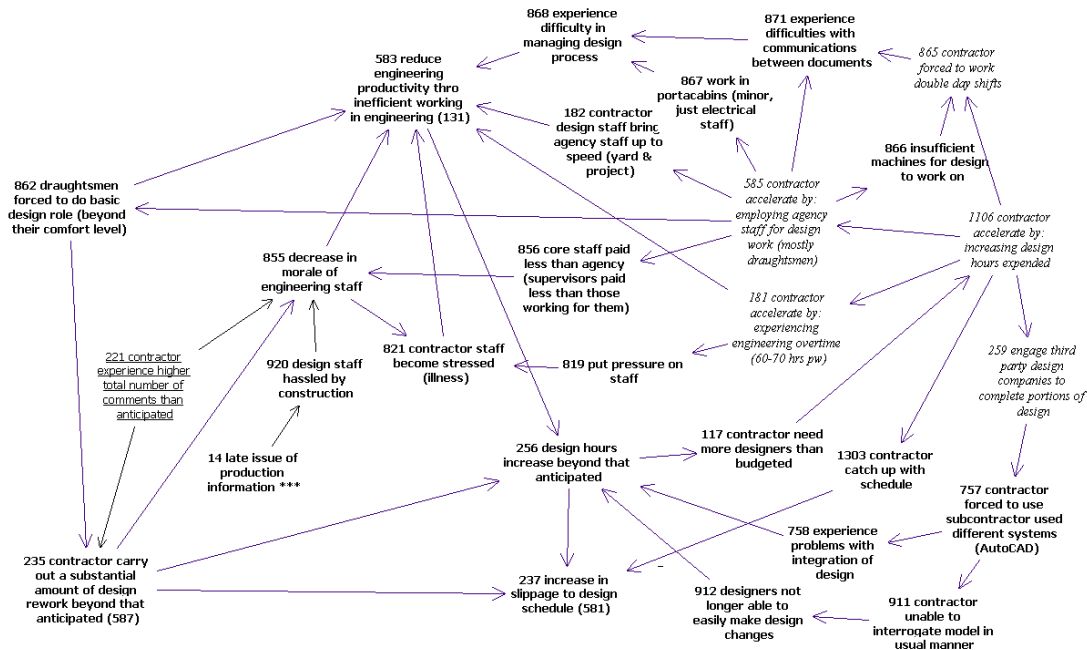 868 experience
difficulty in
managing design
process
871 experience
difficulties with
communications
between documents
865 contractor
forced to work
double day shifts
583 reduce
engineering
productivity thro
inefficient working
in engineering (131)
867 work in
portacabins (minor,
just electrical
staff)
182 contractor
design staff bring
agency staff up to
speed (yard &
project)
866 insufficient
machines for design
to work on
862 draughtsmen
forced to do basic
design role (beyond
their comfort level)
585 contractor
accelerate by:
employing agency
staff for design
work (mostly
draughtsmen)
1106 contractor
accelerate by:
increasing design
hours expended
855 decrease in
morale of
engineering staff
856 core staff paid
less than agency
(supervisors paid
less than those
working for them)
181 contractor
accelerate by:
experiencing
engineering overtime
(60-70 hrs pw)
221 contractor
experience higher
total number of
comments than
anticipated
920 design staff
hassled by
construction
821 contractor staff
become stressed
(illness)
819 put pressure on
staff
259 engage third
party design
companies to
complete portions of
design
14 late issue of
production
information ***
256 design hours
increase beyond that
anticipated
117 contractor need
more designers than
budgeted
1303 contractor
catch up with
schedule
757 contractor
forced to use
subcontractor used
different systems
(AutoCAD)
758 experience
problems with
integration of
design
235 contractor carry
out a substantial
amount of design
rework beyond that
anticipated (587)
237 increase in
slippage to design
schedule (581)
912 designers not
longer able to
easily make design
changes
911 contractor
unable to
interrogate model in
usual manner